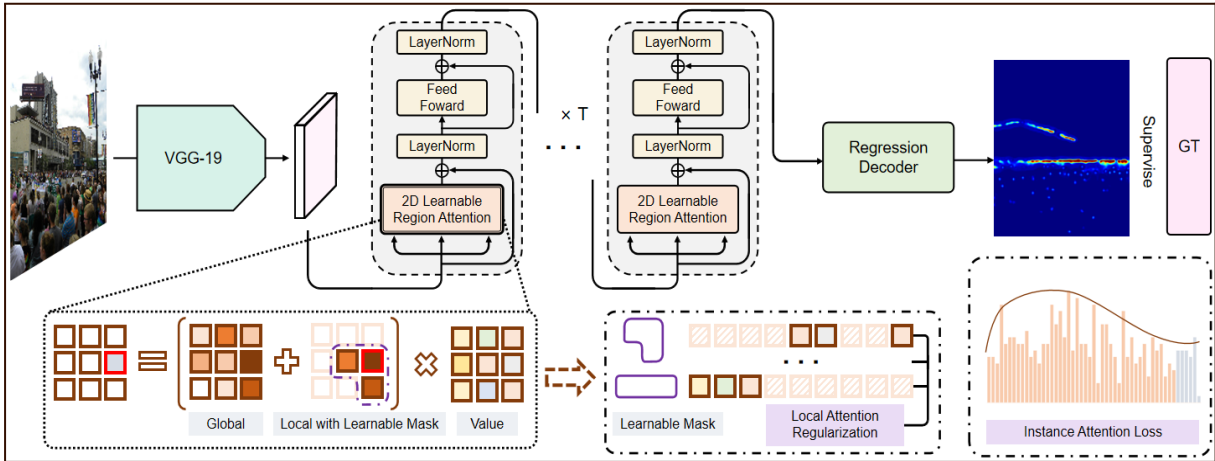 VGG-19
LayerNorm
Feed
Foward
LayerNorm
2D Learnable
Region Attention
× T
. . .
LayerNorm
Feed
Foward
LayerNorm
2D Learnable
Region Attention
Regression
Decoder
Supervise
GT
Global
Local with Learnable Mask
Value
Learnable Mask
. . .
Local Attention
Regularization
Instance Attention Loss